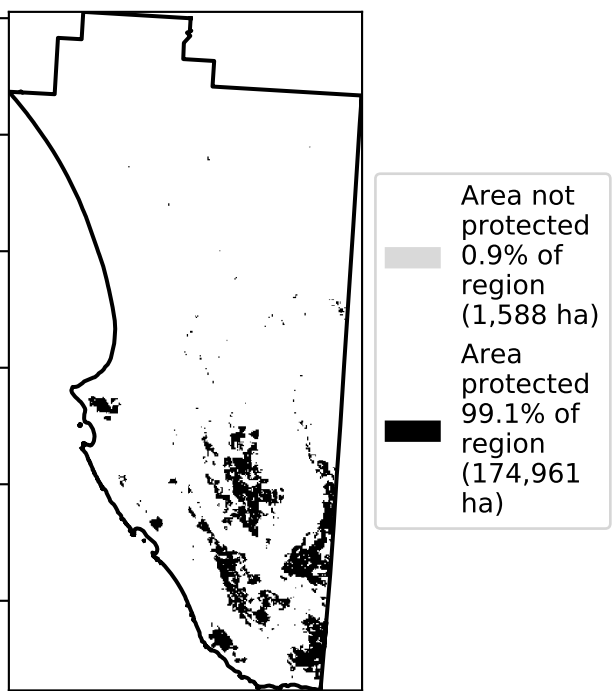 Area not
protected
0.9% of
region
(1,588 ha)
Area
protected
99.1% of
region
(174,961
ha)